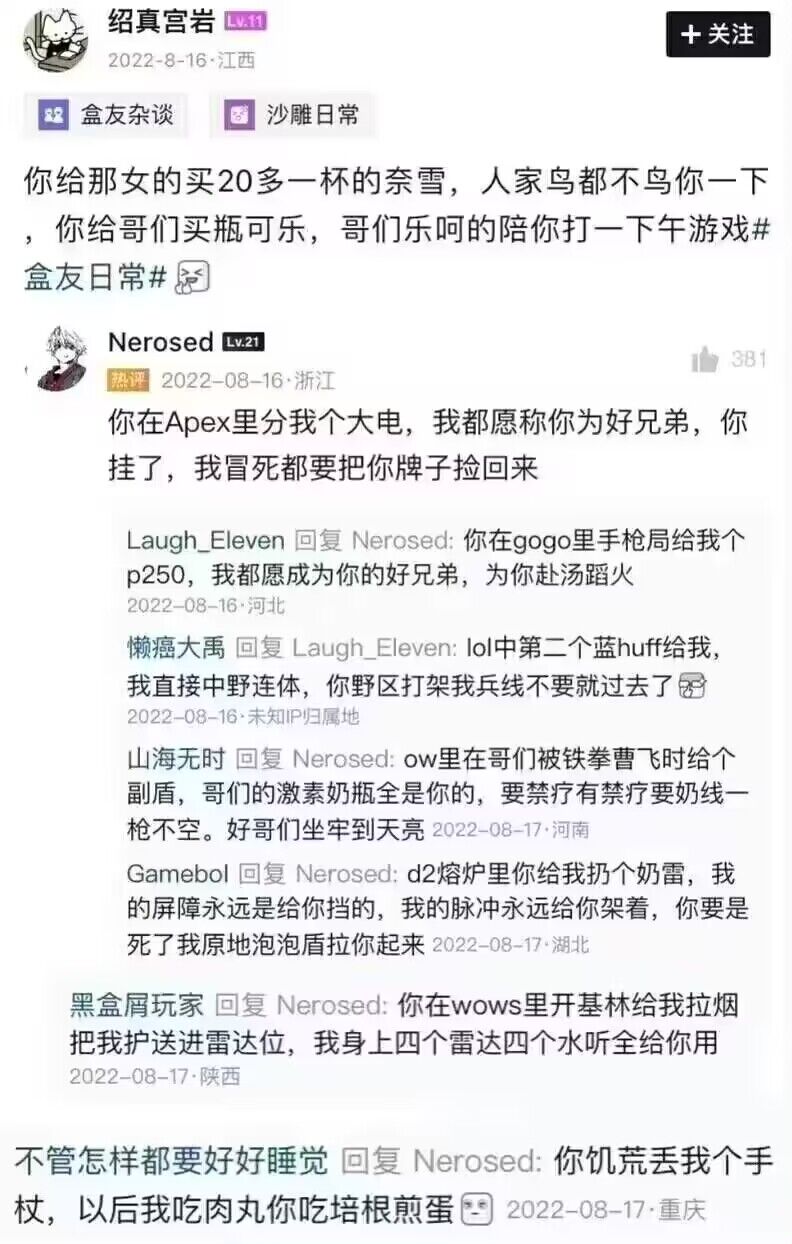 绍真宫岩 Lv.11
+ 关注
2022-8-16·江西
盒友杂谈 沙雕日常
你给那女的买20多一杯的奈雪，人家鸟都不鸟你一下
，你给哥们买瓶可乐，哥们乐呵的陪你打一下午游戏#
盒友日常#
Nerosed Lv.21
热评 2022-08-16·浙江
381
你在Apex里分我个大电，我都愿称你为好兄弟，你
挂了，我冒死都要把你牌子捡回来
Laugh_Eleven 回复 Nerosed: 你在gogo里手枪局给我个
p250，我都愿成为你的好兄弟，为你赴汤蹈火
2022-08-16·河北
懒癌大禹 回复 Laugh_Eleven: lol中第二个蓝huff给我，
我直接中野连体，你野区打架我兵线不要就过去了
2022-08-16·未知IP归属地
山海无时 回复 Nerosed: ow里在哥们被铁拳曹飞时给个
副盾，哥们的激素奶瓶全是你的，要禁疗有禁疗要奶线一
枪不空。好哥们坐牢到天亮 2022-08-17·河南
Gamebol 回复 Nerosed: d2熔炉里你给我扔个奶雷，我
的屏障永远是给你挡的，我的脉冲永远给你架着，你要是
死了我原地泡泡盾拉你起来 2022-08-17·湖北
黑盒屑玩家 回复 Nerosed: 你在wows里开基林给我拉烟
把我护送进雷达位，我身上四个雷达四个水听全给你用
2022-08-17·陕西
不管怎样都要好好睡觉 回复 Nerosed: 你饥荒丢我个手
杖，以后我吃肉丸你吃培根煎蛋 2022-08-17·重庆